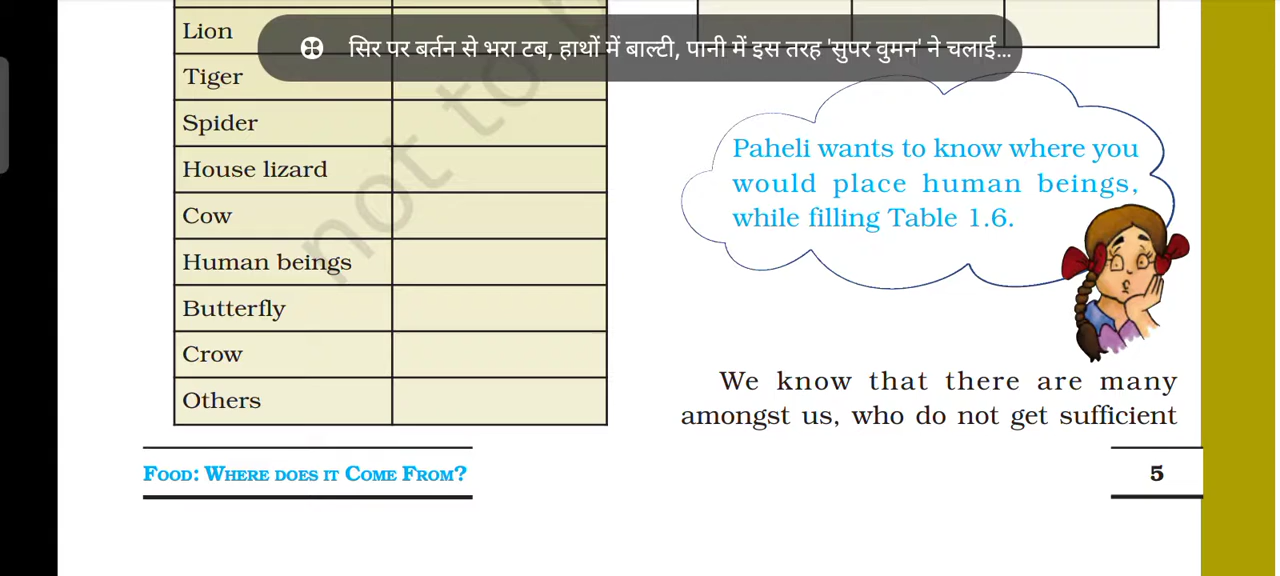 सिर पर बर्तन से भरा टब, हाथों में बाल्टी, पानी में इस तरह 'सुपर वुमन' ने चलाई...
Lion
Tiger
Spider
House lizard
Cow
Human beings
Butterfly
Crow
Others
not to b
Paheli wants to know where you
would place human beings,
while filling Table 1.6.
We know that there are many
amongst us, who do not get sufficient
Food: Where does it Come From?
5